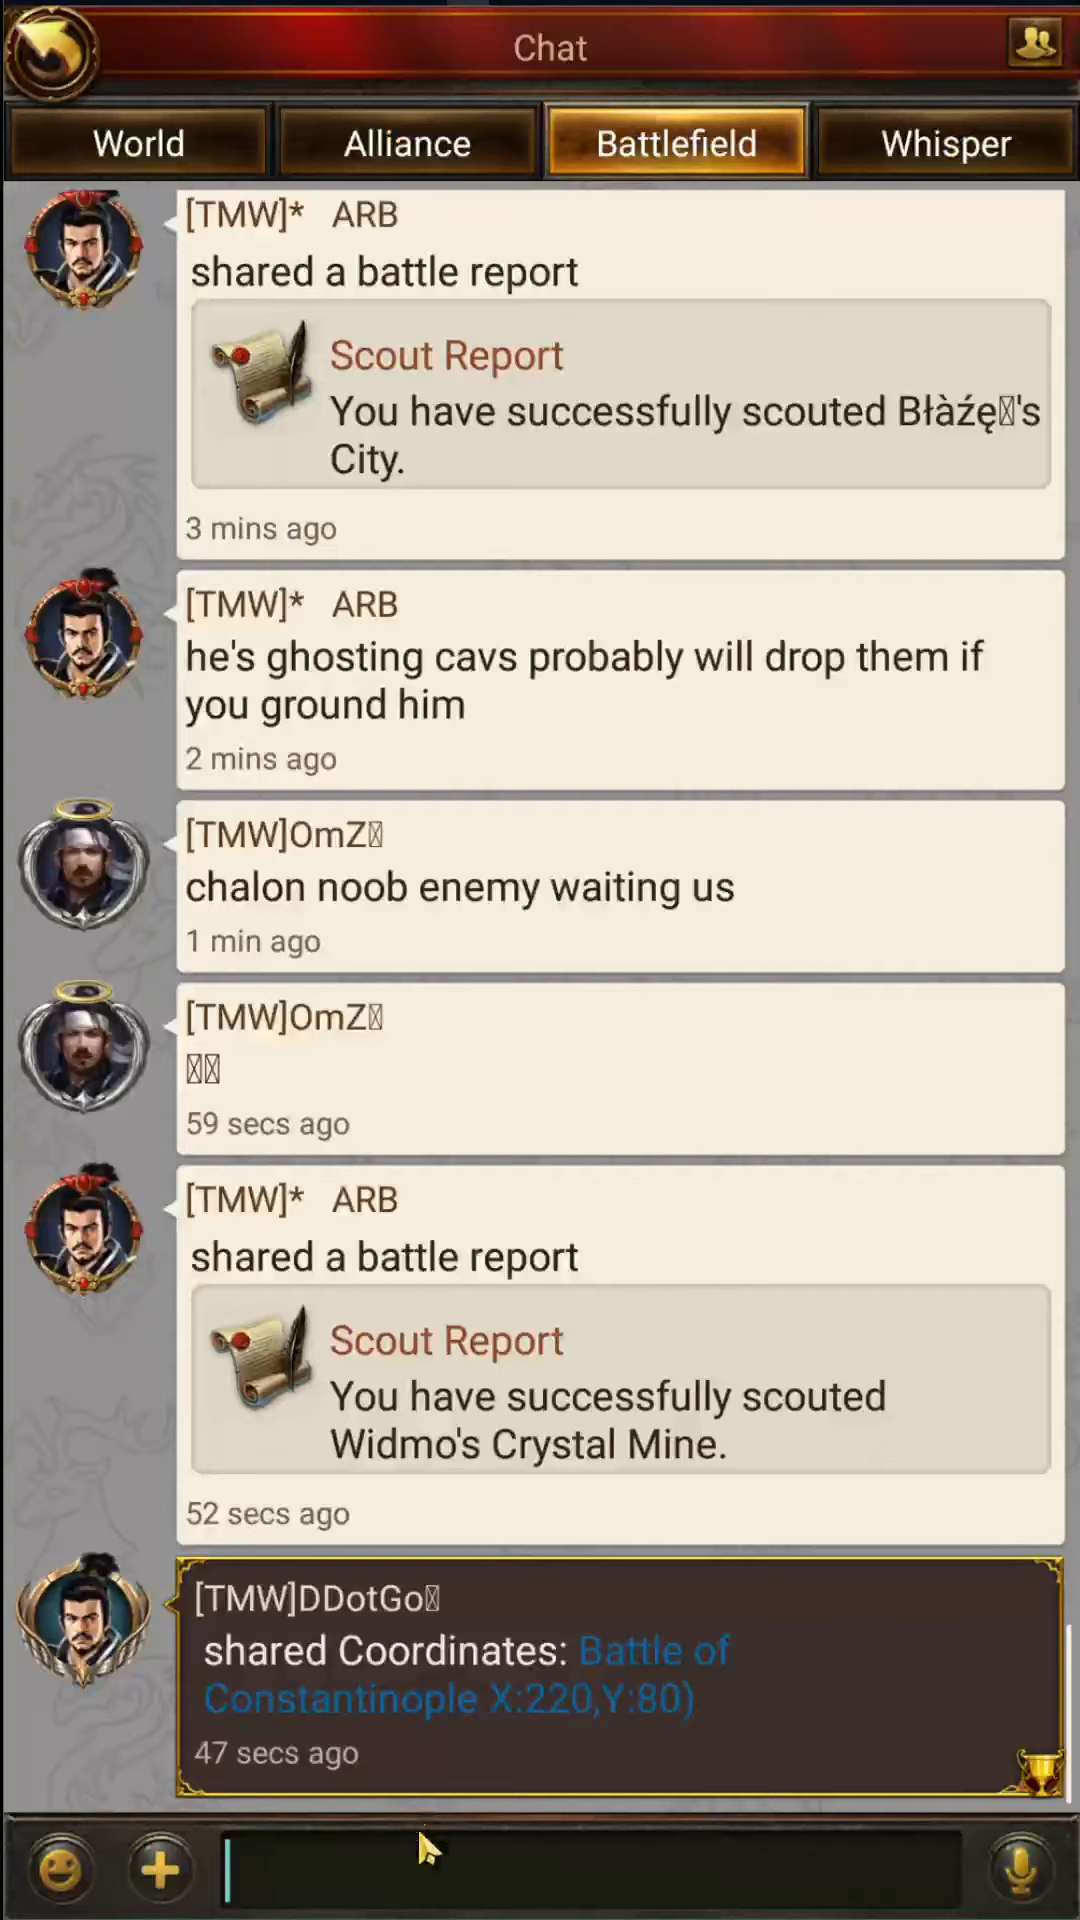 Chat
World Alliance Battlefield Whisper
[TMW]* ARB
shared a battle report
Scout Report
You have successfully scouted Błàźę's
City.
3 mins ago
[TMW]* ARB
he's ghosting cavs probably will drop them if
you ground him
2 mins ago
[TMW]OmZ
chalon noob enemy waiting us
1 min ago
[TMW]OmZ
59 secs ago
[TMW]* ARB
shared a battle report
Scout Report
You have successfully scouted
Widmo's Crystal Mine.
52 secs ago
[TMW]DDotGo
shared Coordinates: Battle of
Constantinople X:220,Y:80)
47 secs ago